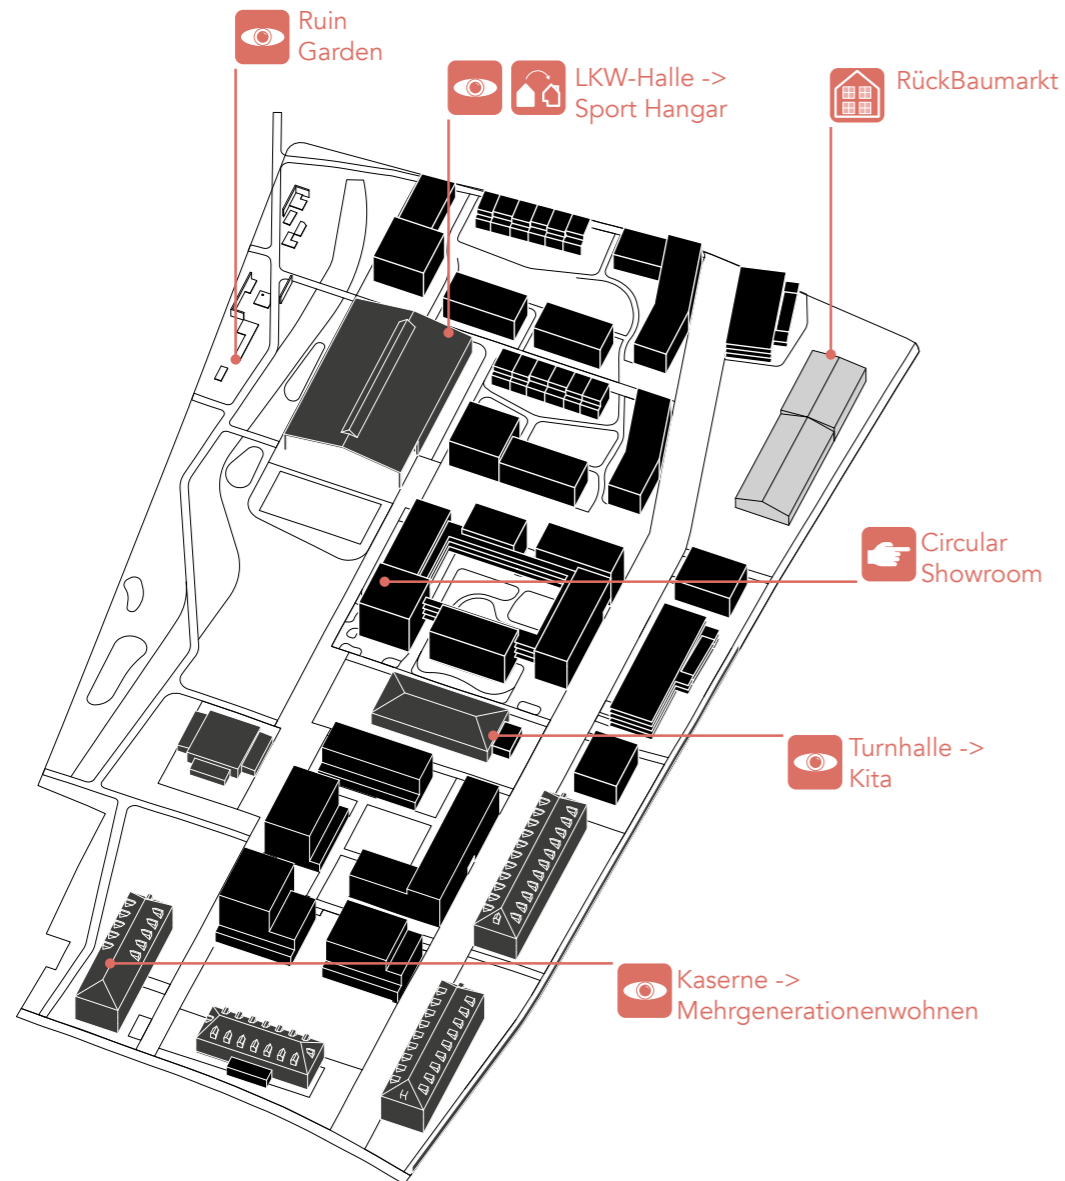 Ruin
Garden
LKW-Halle ->
Sport Hangar
RückBaumarkt
Circular
Showroom
Turnhalle ->
Kita
Kaserne ->
Mehrgenerationenwohnen